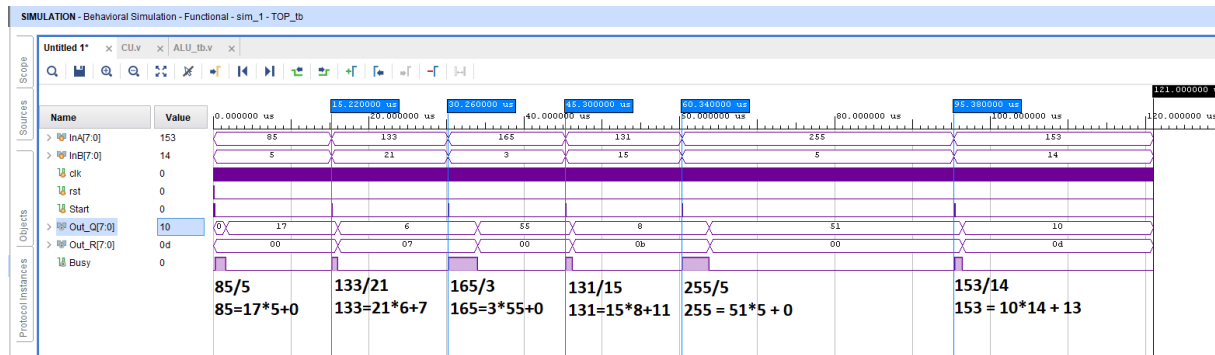 SIMULATION - Behavioral Simulation - Functional - sim_1 - TOP_tb
Scope
Sources
Objects
Protocol Instances
Untitled 1* × CU.v × ALU_tb.v ×
121.000000 us
15.220000 us 30.260000 us 45.300000 us 60.340000 us 95.380000 us
Name Value 0.000000 us 20.000000 us 40.000000 us 60.000000 us 80.000000 us 100.000000 us 120.000000 us
InA[7:0] 153 85 133 165 131 255 153
InB[7:0] 14 5 21 3 15 5 14
clk 0
rst 0
Start 0
Out_Q[7:0] 10 0 17 6 55 8 51 10
Out_R[7:0] 0d 00 07 00 0b 00 0d
Busy 0
85/5 133/21 165/3 131/15 255/5 153/14
85=17*5+0 133=21*6+7 165=3*55+0 131=15*8+11 255 = 51*5 + 0 153 = 10*14 + 13